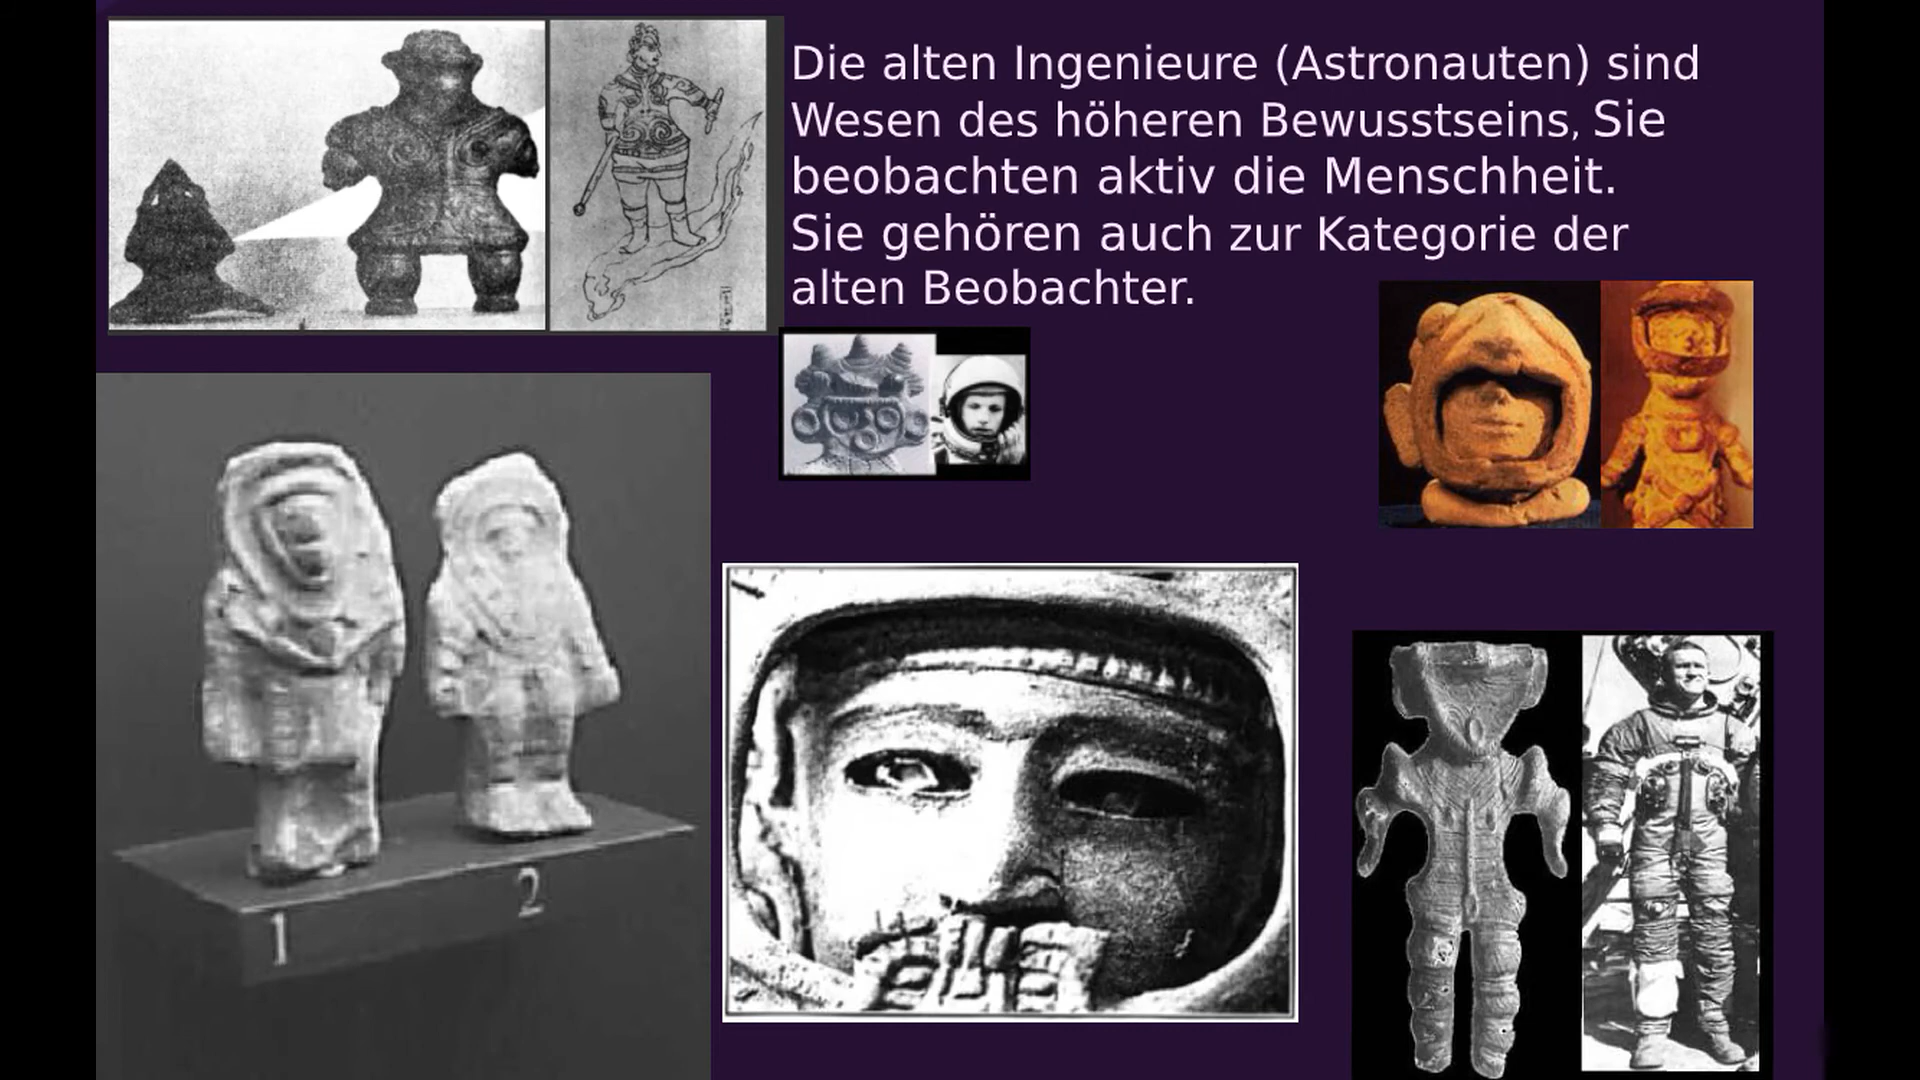 Die alten Ingenieure (Astronauten) sind
Wesen des höheren Bewusstseins, Sie
beobachten aktiv die Menschheit.
Sie gehören auch zur Kategorie der
alten Beobachter.
1
2